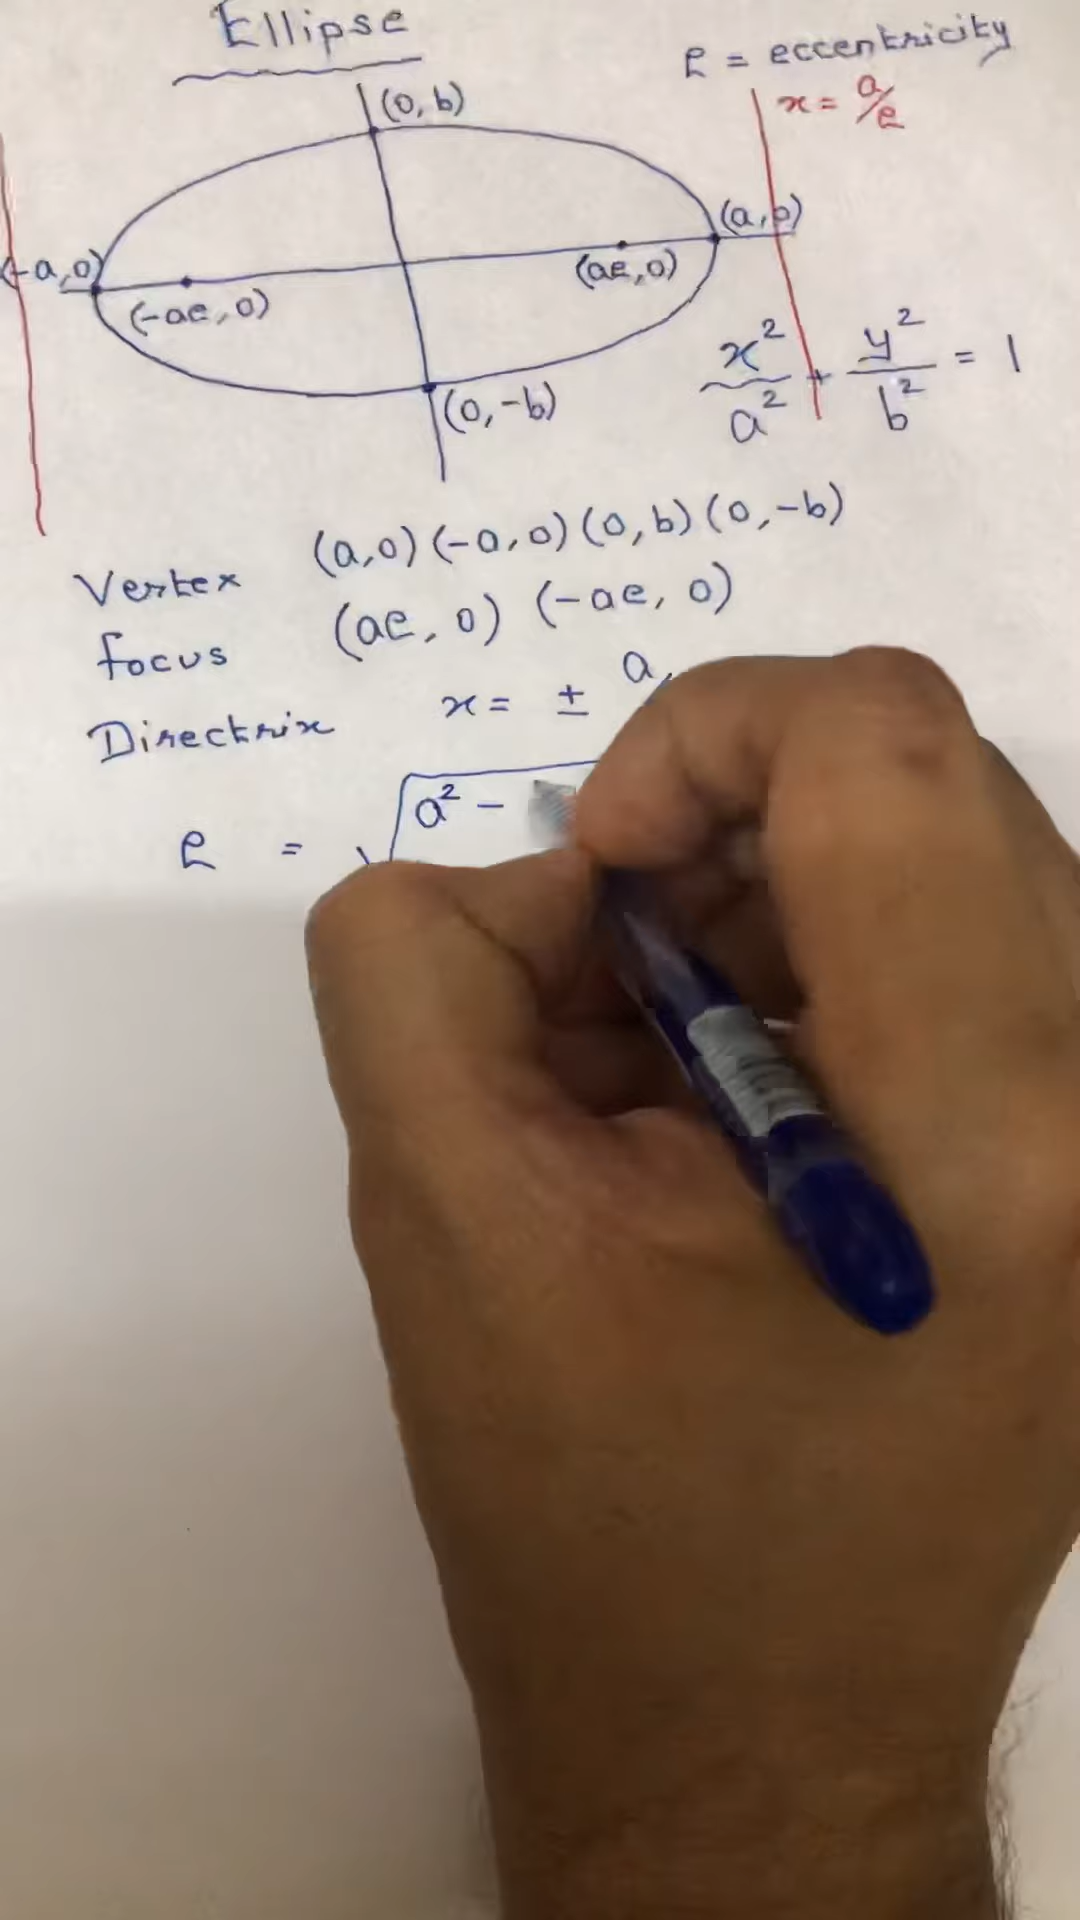 Ellipse
e = eccentricity
x = a/e
(0, b)
(a, 0)
(-a, 0)
(ae, 0)
(-ae, 0)
(0, -b)
x²/a² + y²/b² = 1
Vertex (a,0) (-a,0) (0,b) (0,-b)
focus (ae, 0) (-ae, 0)
Directrix x = ± a
e = √a² -